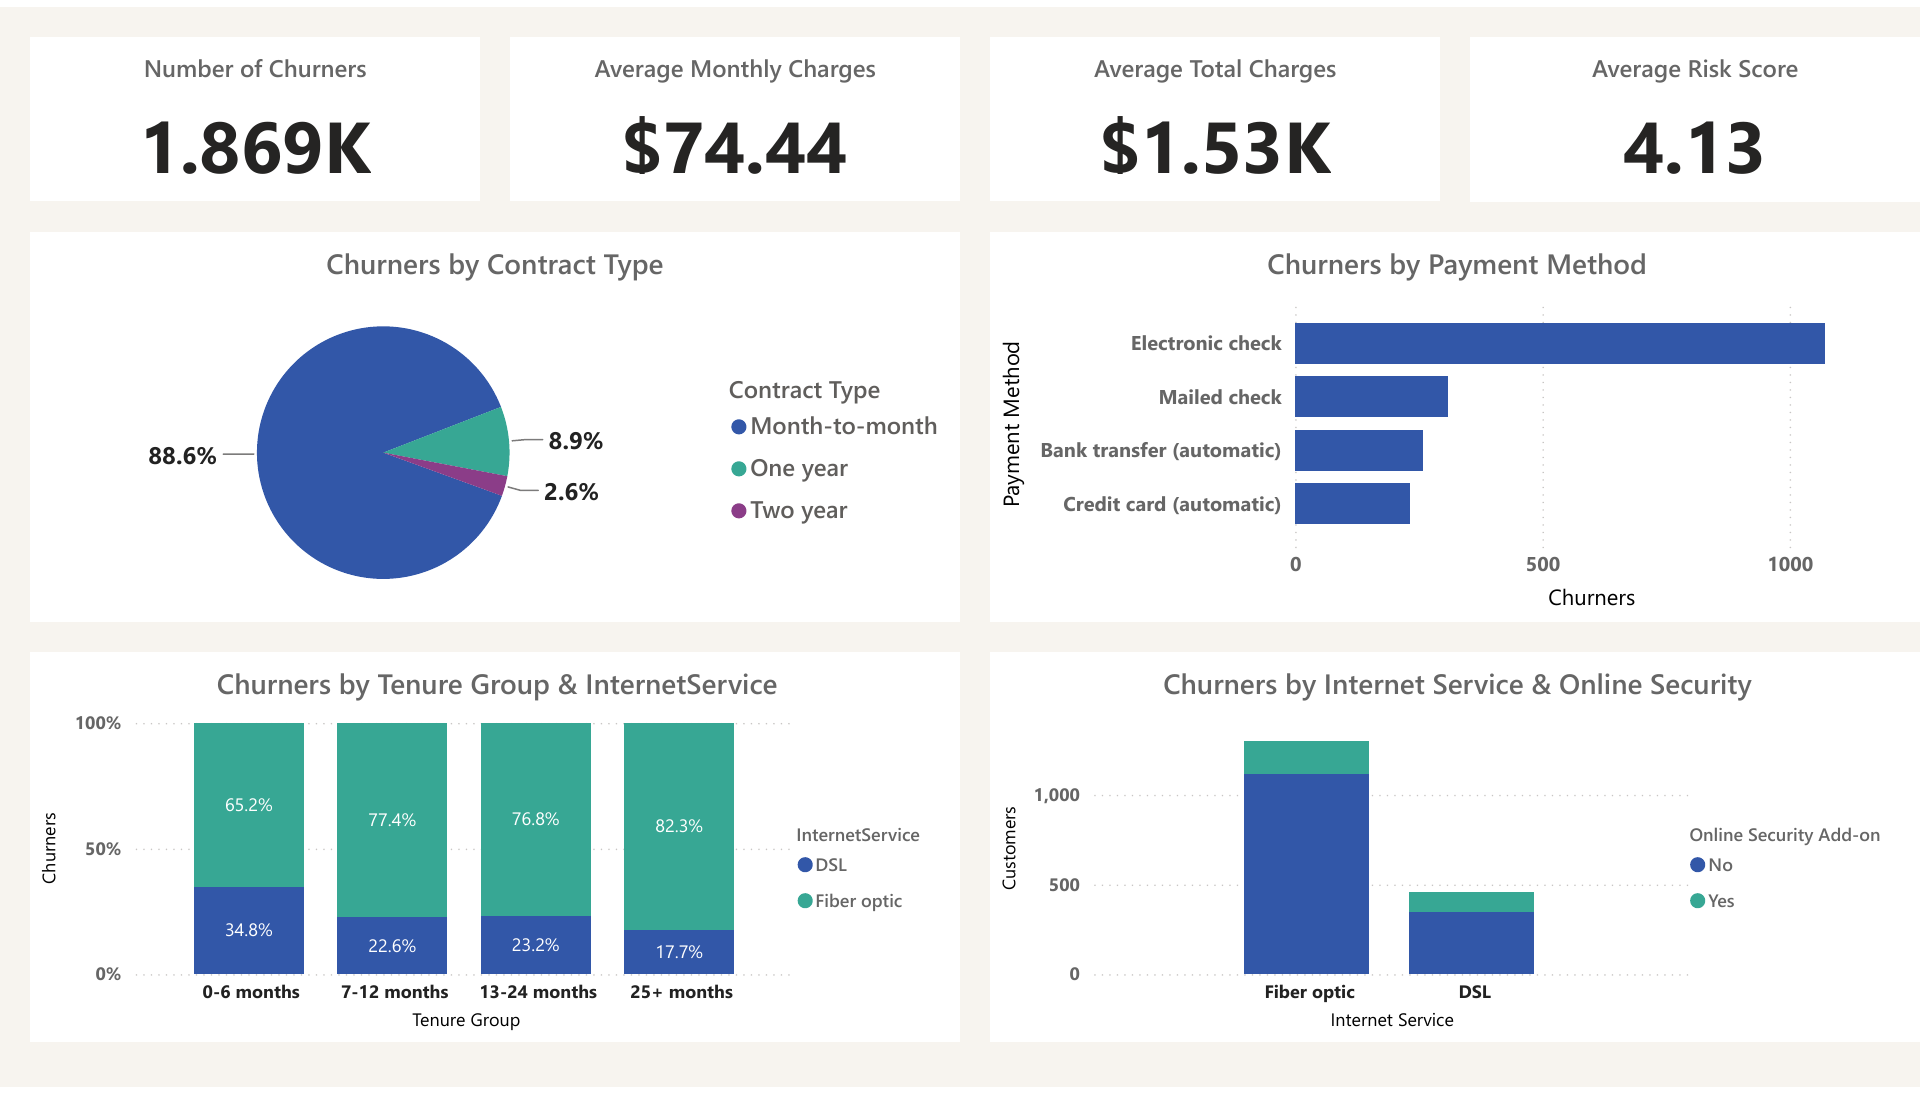 Number of Churners
1.869K
Average Monthly Charges
$74.44
Average Total Charges
$1.53K
Average Risk Score
4.13
Churners by Contract Type
88.6%
8.9%
2.6%
Contract Type
Month-to-month
One year
Two year
Churners by Payment Method
Payment Method
Electronic check
Mailed check
Bank transfer (automatic)
Credit card (automatic)
0 500 1000
Churners
Churners by Tenure Group & InternetService
Churners
100%
50%
0%
65.2%
77.4%
76.8%
82.3%
34.8%
22.6%
23.2%
17.7%
0-6 months 7-12 months 13-24 months 25+ months
Tenure Group
InternetService
DSL
Fiber optic
Churners by Internet Service & Online Security
Customers
1,000
500
0
Fiber optic DSL
Internet Service
Online Security Add-on
No
Yes